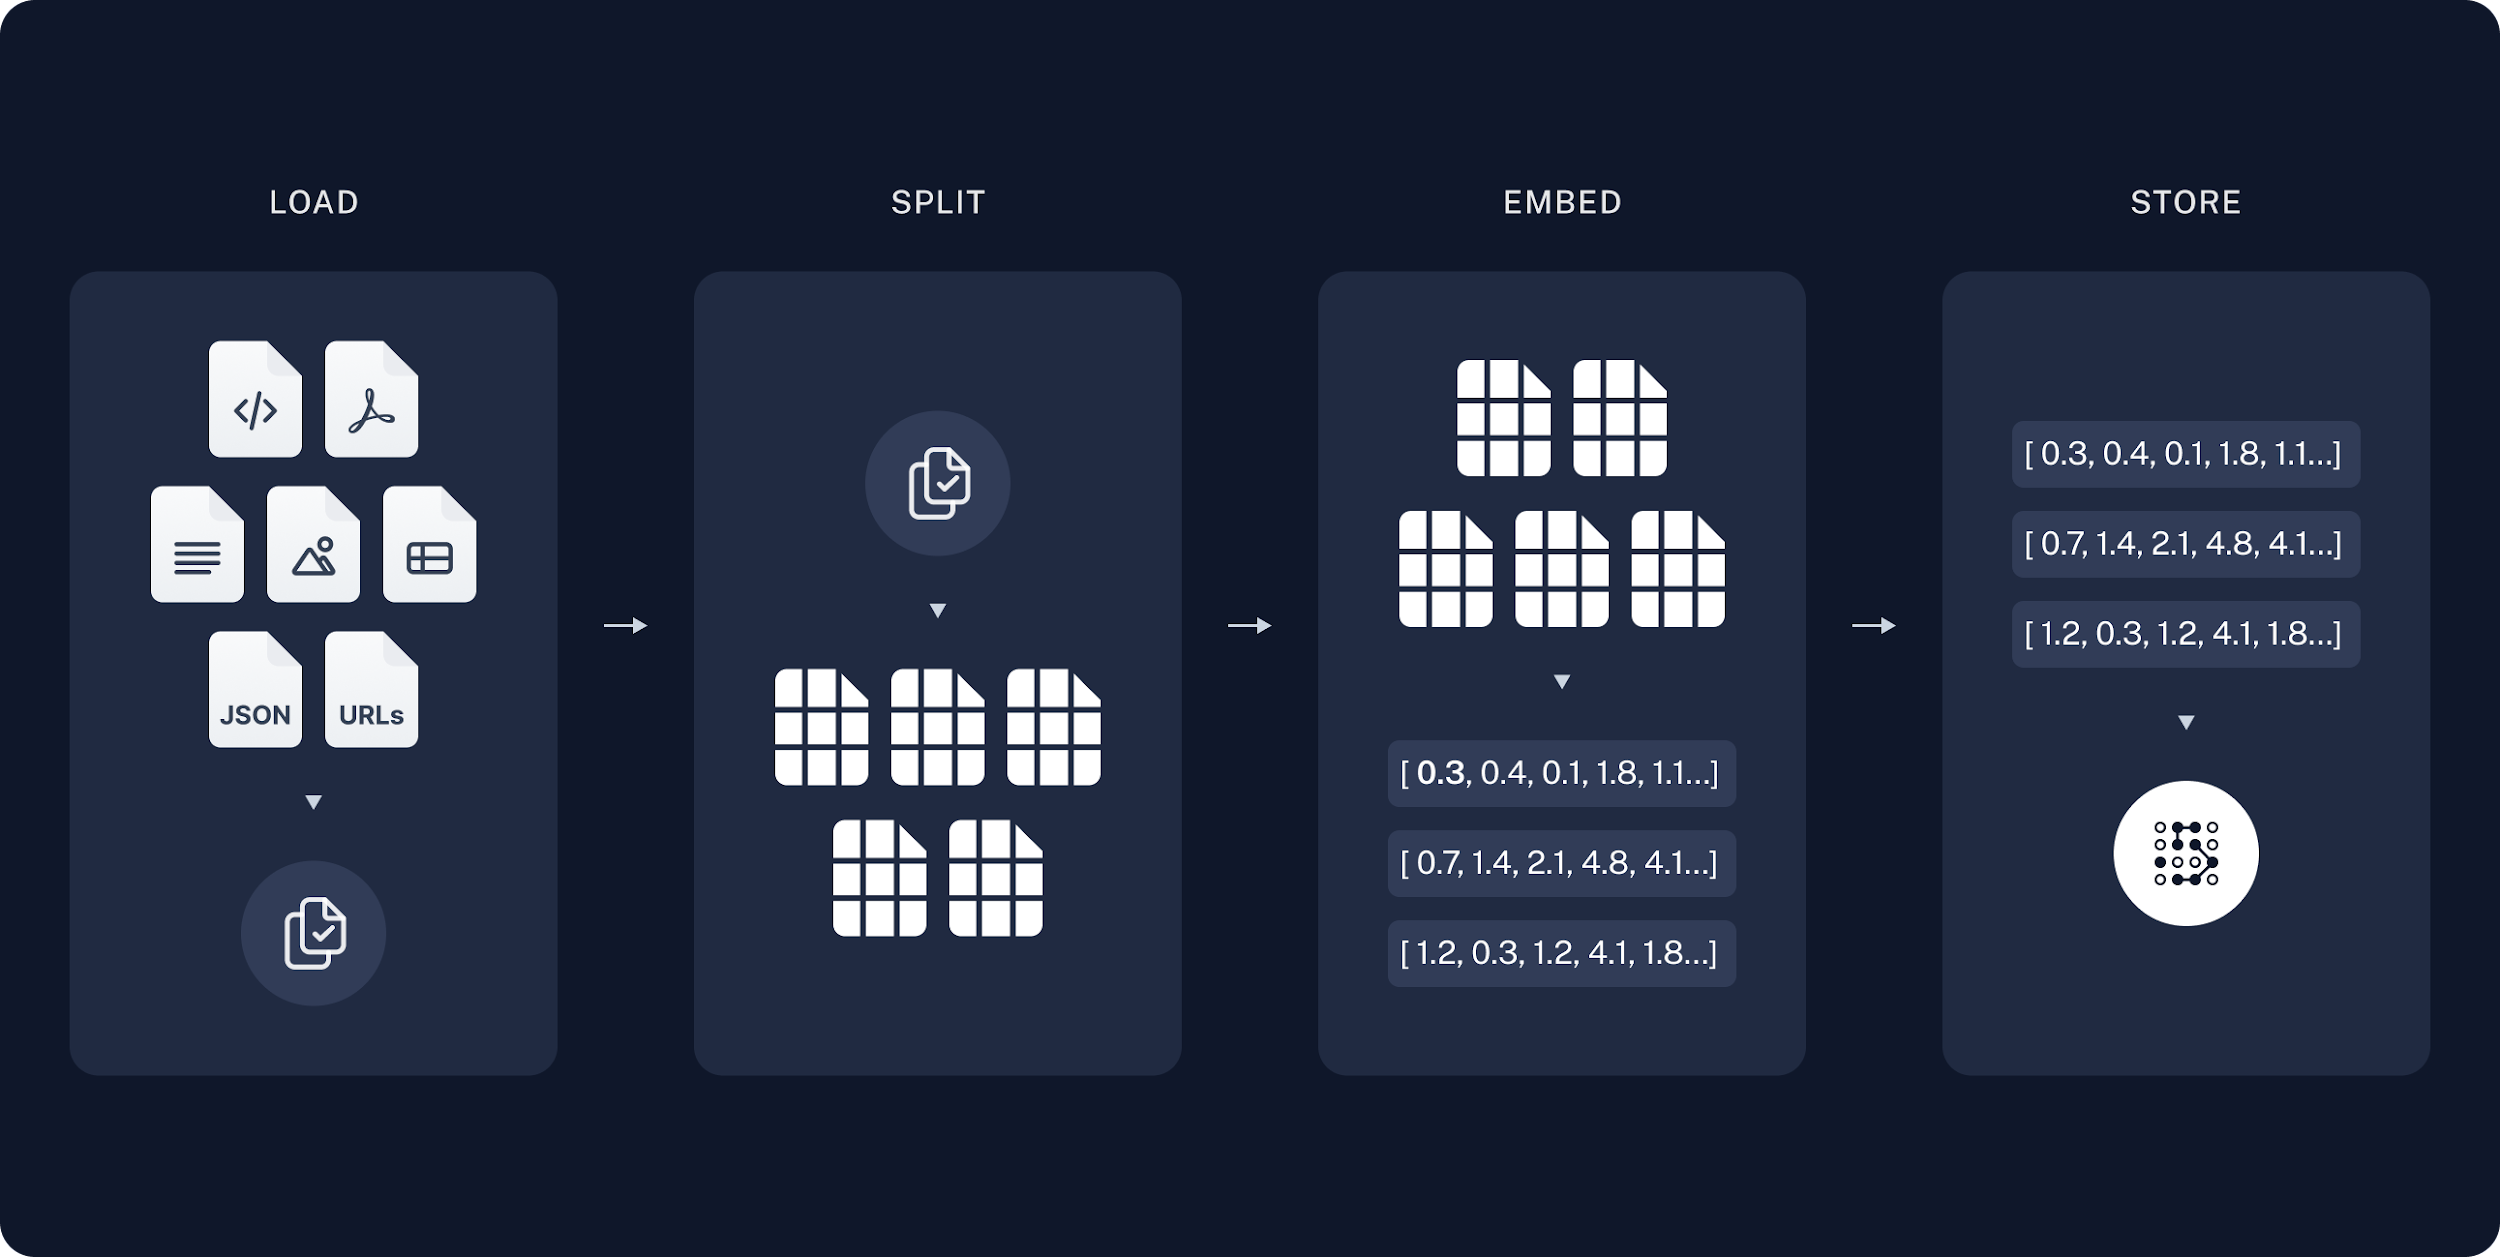 LOAD
SPLIT
EMBED
STORE
JSON
URLs
[ 0.3, 0.4, 0.1, 1.8, 1.1...]
[ 0.7, 1.4, 2.1, 4.8, 4.1...]
[ 1.2, 0.3, 1.2, 4.1, 1.8...]
[ 0.3, 0.4, 0.1, 1.8, 1.1...]
[ 0.7, 1.4, 2.1, 4.8, 4.1...]
[ 1.2, 0.3, 1.2, 4.1, 1.8...]